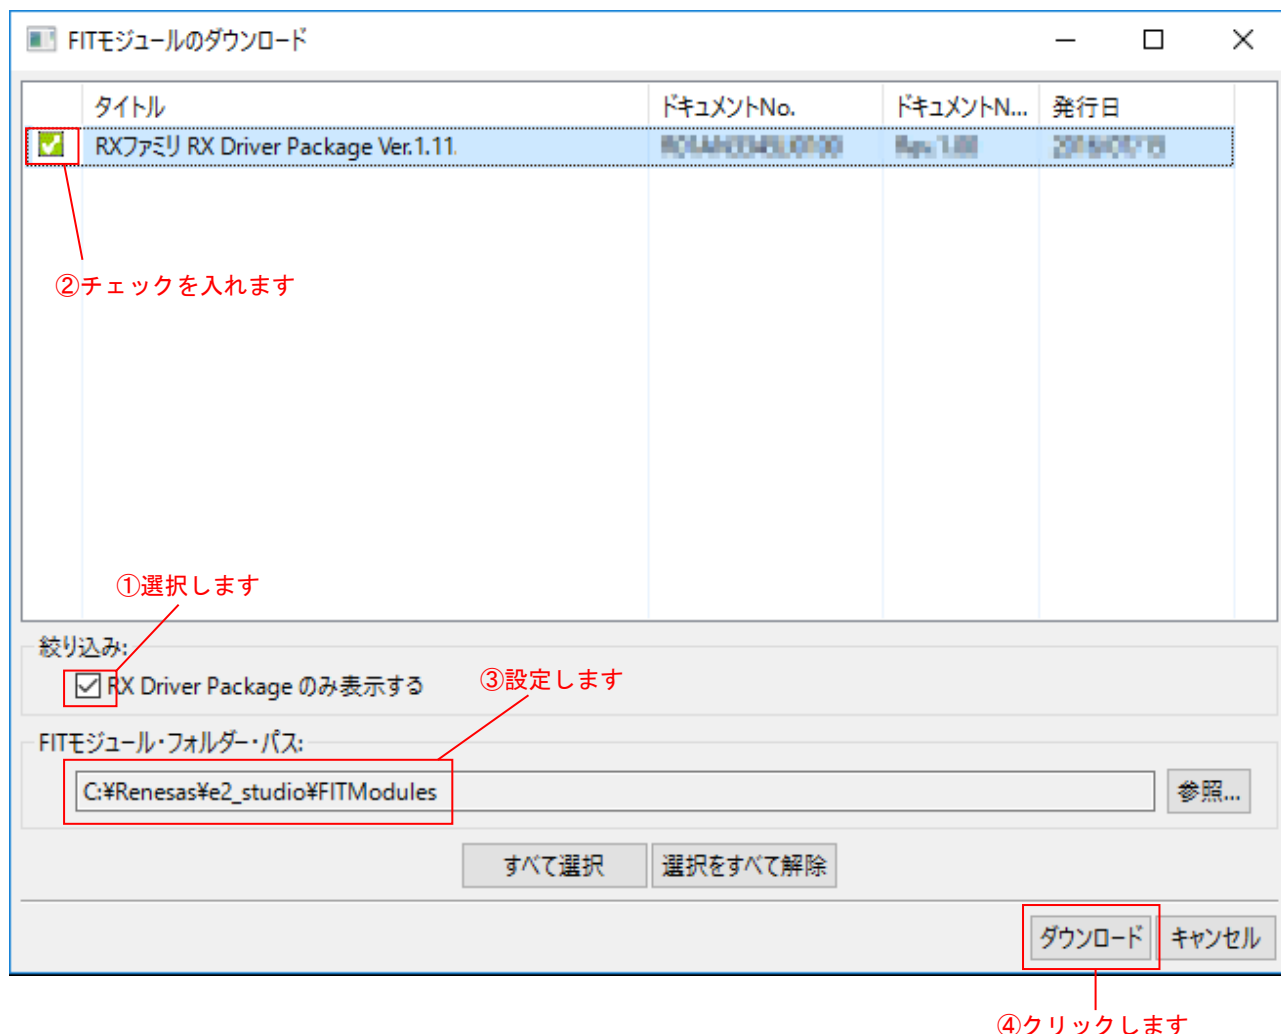 FITモジュールのダウンロード
タイトル ドキュメントNo. ドキュメントN... 発行日
RXファミリ RX Driver Package Ver.1.11.
②チェックを入れます
①選択します
絞り込み:
RX Driver Package のみ表示する
③設定します
FITモジュール・フォルダー・パス:
C:¥Renesas¥e2_studio¥FITModules 参照...
すべて選択 選択をすべて解除
ダウンロード キャンセル
④クリックします